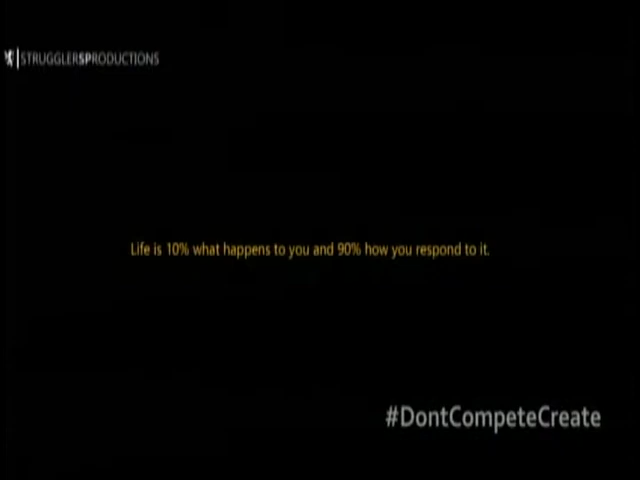 STRUGGLERSPRODUCTIONS
Life is 10% what happens to you and 90% how you respond to it.
#DontCompeteCreate